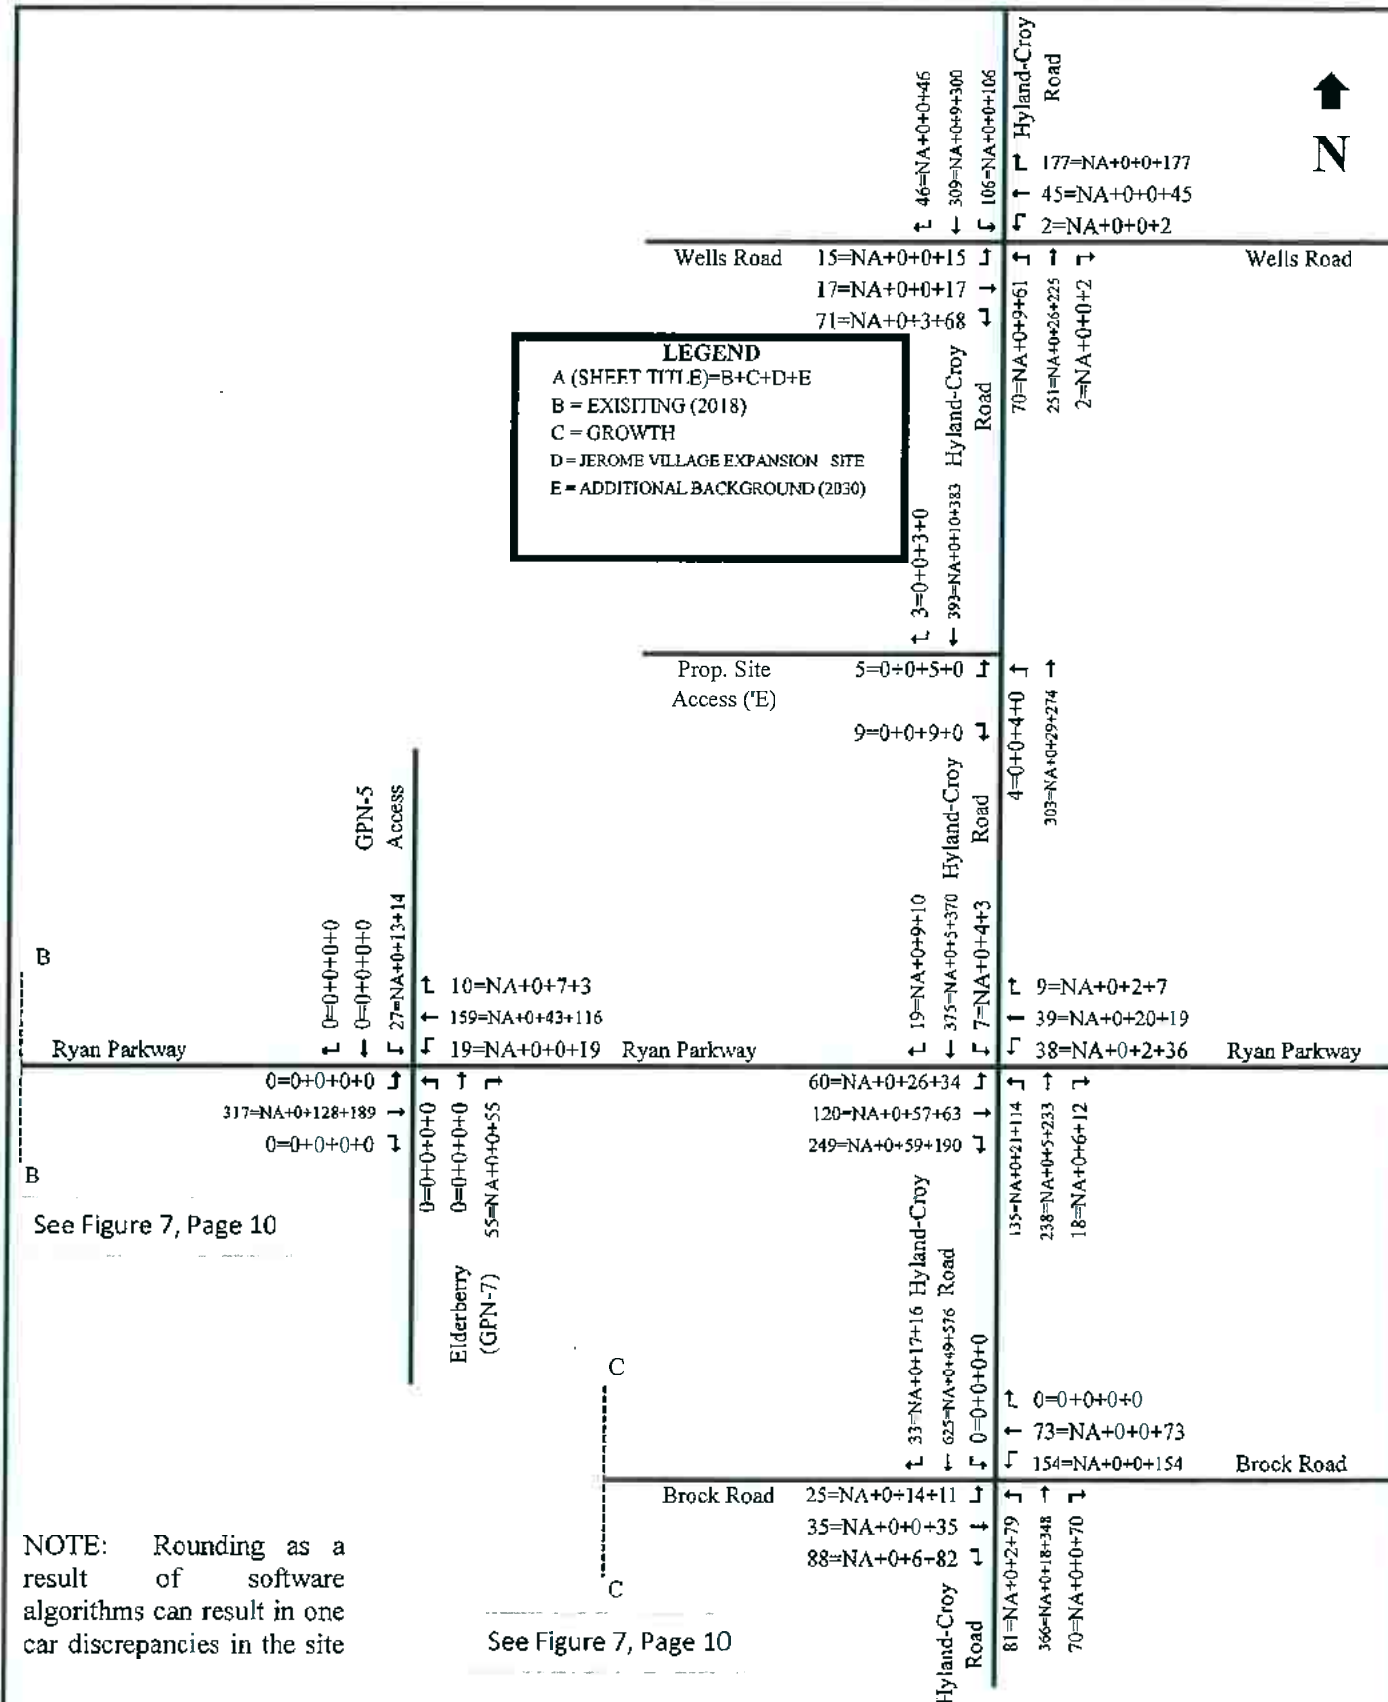 Hyland-Croy
Road
N
46=NA+0+0+46
309=NA+0+9+300
106=NA+0+0+106
177=NA+0+0+177
45=NA+0+0+45
2=NA+0+0+2
Wells Road
15=NA+0+0+15
17=NA+0+0+17
71=NA+0+3+68
Wells Road
70=NA+0+9+61
251=NA+0+26+225
2=NA+0+0+2
LEGEND
A (SHEET TITLE)=B+C+D+E
B = EXISITING (2018)
C = GROWTH
D = JEROME VILLAGE EXPANSION SITE
E = ADDITIONAL BACKGROUND (2030)
Hyland-Croy
Road
3=0+0+3+0
393=NA+0+10+383
Prop. Site
Access ('E)
5=0+0+5+0
9=0+0+9+0
4=0+0+4+0
303=NA+0+29+274
GPN-5
Access
0=0+0+0+0
0=0+0+0+0
27=NA+0+13+14
B
10=NA+0+7+3
159=NA+0+43+116
19=NA+0+0+19
Ryan Parkway
Ryan Parkway
Hyland-Croy
Road
19=NA+0+9+10
375=NA+0+5+370
7=NA+0+4+3
9=NA+0+2+7
39=NA+0+20+19
38=NA+0+2+36
Ryan Parkway
0=0+0+0+0
317=NA+0+128+189
0=0+0+0+0
0=0+0+0+0
0=0+0+0+0
55=NA+0+0+55
60=NA+0+26+34
120=NA+0+57+63
249=NA+0+59+190
135=NA+0+21+114
238=NA+0+5+233
18=NA+0+6+12
B
See Figure 7, Page 10
Elderberry
(GPN-7)
Hyland-Croy
Road
33=NA+0+17+16
625=NA+0+49+576
0=0+0+0+0
C
0=0+0+0+0
73=NA+0+0+73
154=NA+0+0+154
Brock Road
Brock Road
25=NA+0+14+11
35=NA+0+0+35
88=NA+0+6+82
81=NA+0+2+79
366=NA+0+18+348
70=NA+0+0+70
C
See Figure 7, Page 10
Hyland-Croy
Road
NOTE: Rounding as a
result of software
algorithms can result in one
car discrepancies in the site